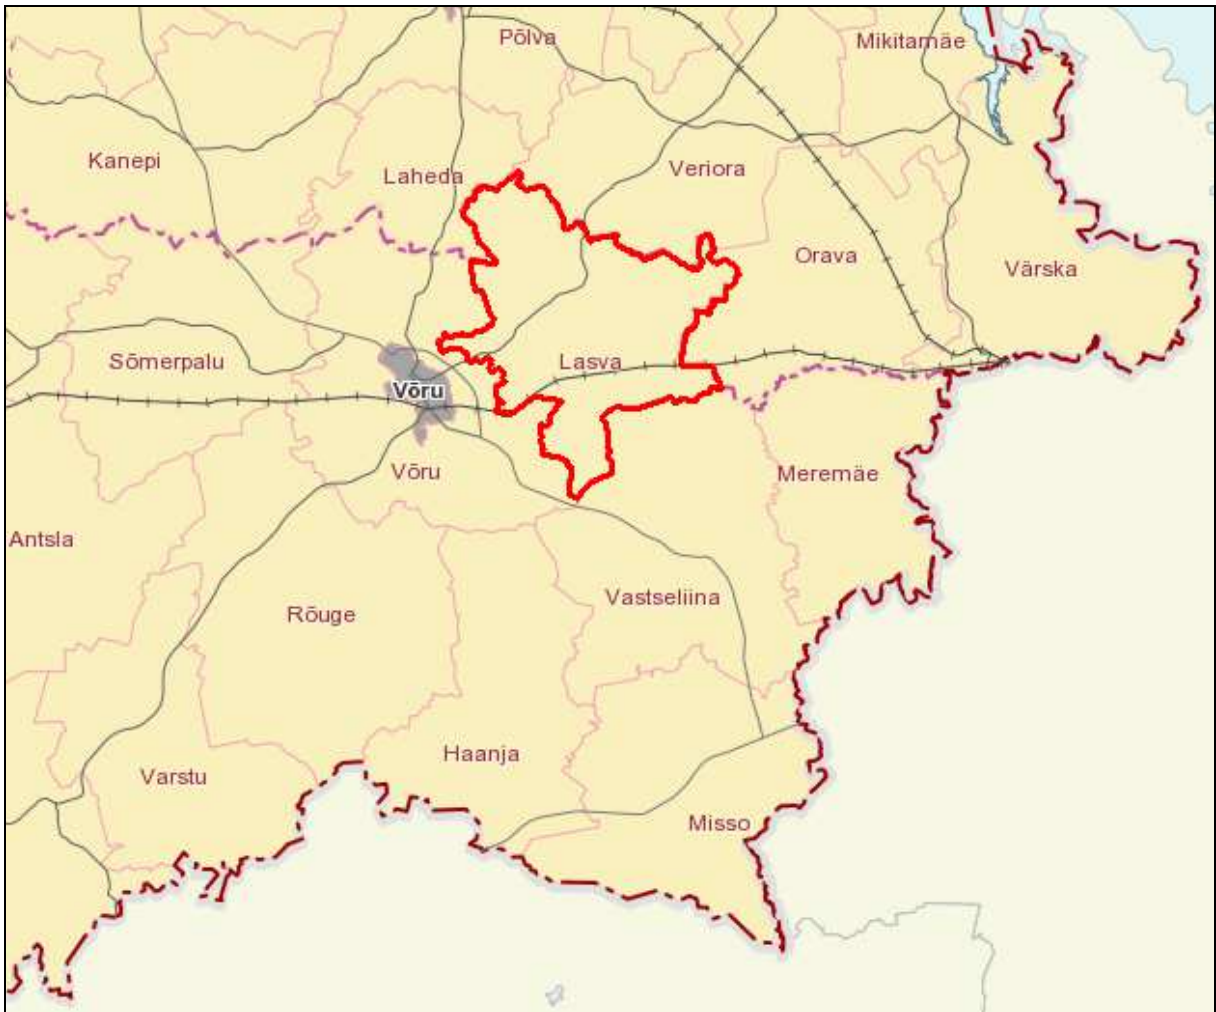 Põlva
Mikitamäe
Kanepi
Laheda
Veriora
Orava
Värska
Sõmerpalu
Lasva
Võru
Võru
Meremäe
Antsla
Rõuge
Vastseliina
Haanja
Varstu
Misso